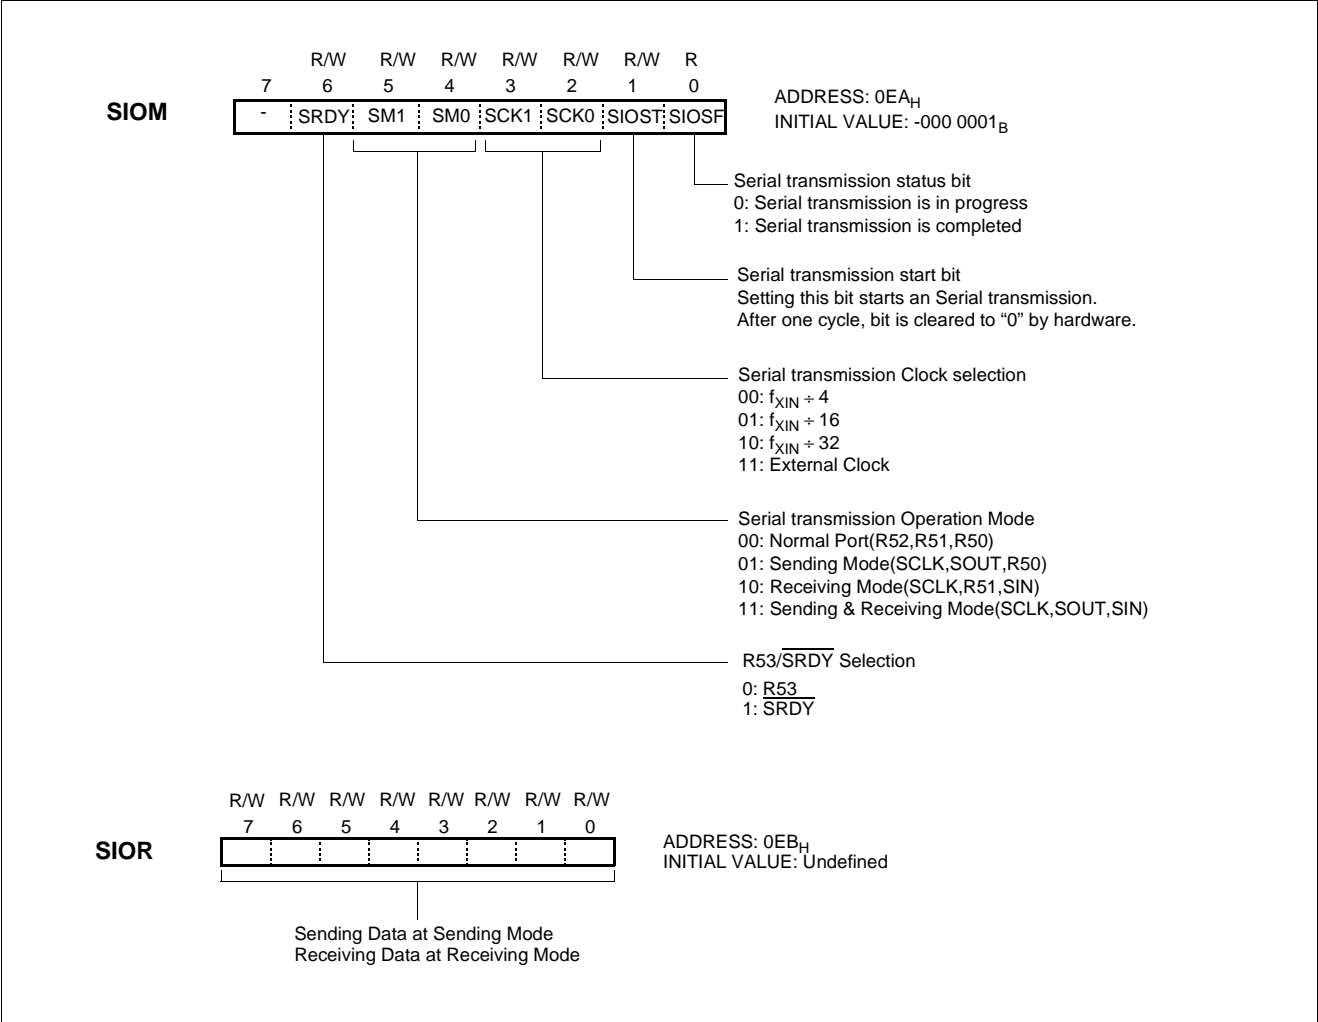 R/W R/W R/W R/W R/W R/W R
7 6 5 4 3 2 1 0
SIOM
- SRDY SM1 SM0 SCK1 SCK0 SIOST SIOSF
ADDRESS: 0EAH
INITIAL VALUE: -000 0001B
Serial transmission status bit
0: Serial transmission is in progress
1: Serial transmission is completed
Serial transmission start bit
Setting this bit starts an Serial transmission.
After one cycle, bit is cleared to “0” by hardware.
Serial transmission Clock selection
00: fXIN ÷ 4
01: fXIN ÷ 16
10: fXIN ÷ 32
11: External Clock
Serial transmission Operation Mode
00: Normal Port(R52,R51,R50)
01: Sending Mode(SCLK,SOUT,R50)
10: Receiving Mode(SCLK,R51,SIN)
11: Sending & Receiving Mode(SCLK,SOUT,SIN)
R53/SRDY Selection
0: R53
1: SRDY
R/W R/W R/W R/W R/W R/W R/W R/W
7 6 5 4 3 2 1 0
SIOR
ADDRESS: 0EBH
INITIAL VALUE: Undefined
Sending Data at Sending Mode
Receiving Data at Receiving Mode